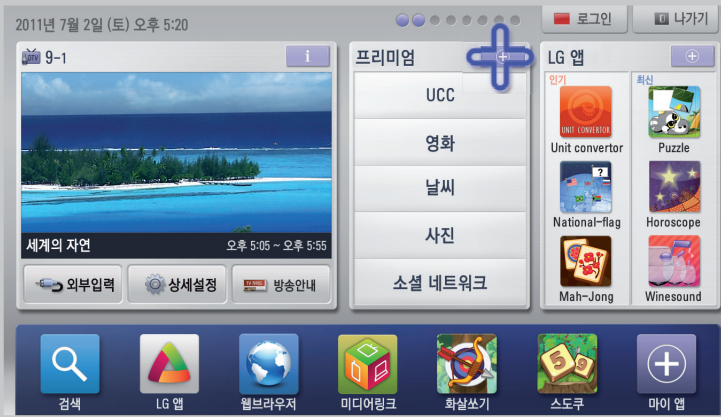 2011년 7월 2일 (토) 오후 5:20
로그인
나가기
DTV 9-1
i
세계의 자연
오후 5:05 ~ 오후 5:55
외부입력
상세설정
방송안내
프리미엄
UCC
영화
날씨
사진
소셜 네트워크
LG 앱
인기
최신
UNIT CONVERTOR
Unit convertor
Puzzle
?
National-flag
Horoscope
Mah-Jong
Winesound
5 9
검색
LG 앱
웹브라우저
미디어링크
화살쏘기
스도쿠
마이 앱